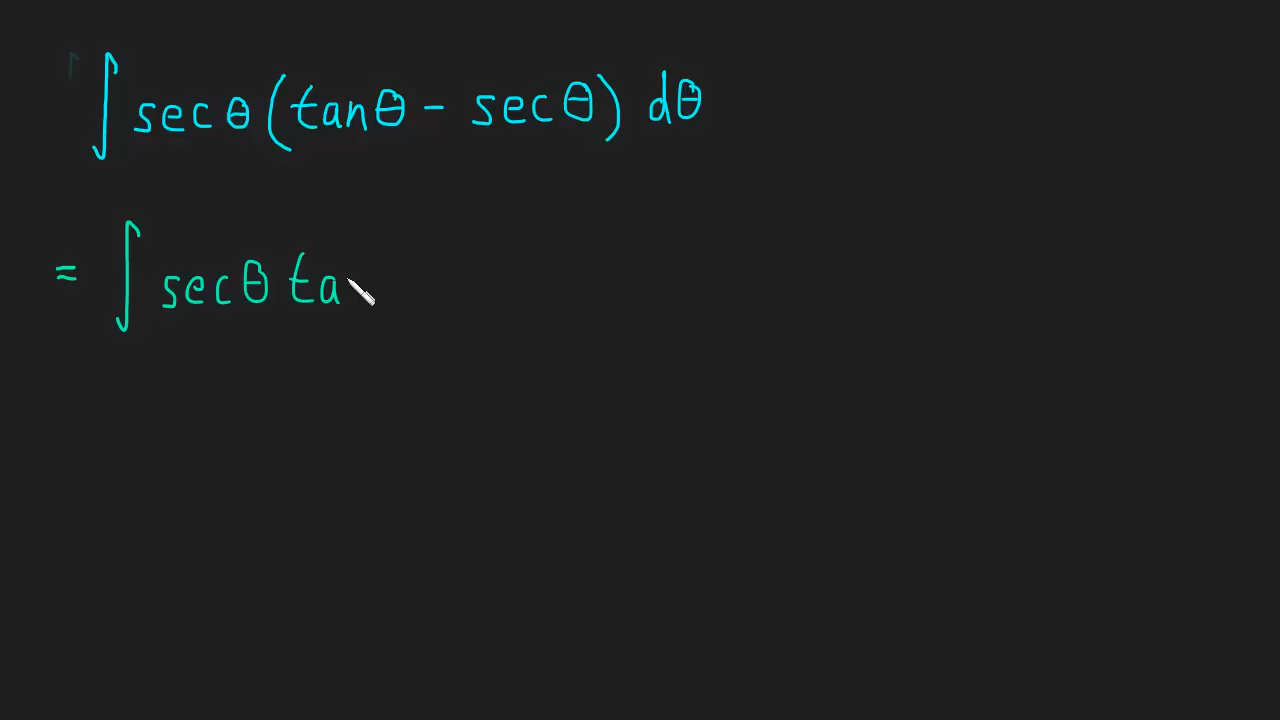 ∫ secθ (tanθ − secθ) dθ
= ∫ secθ ta